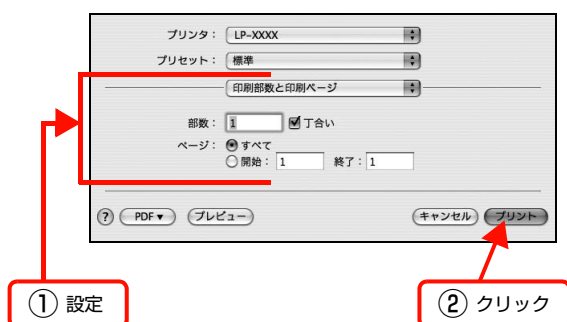 プリンタ： LP-XXXX
プリセット： 標準
印刷部数と印刷ページ
部数： 1 丁合い
ページ： すべて
開始： 1 終了： 1
? PDF▼ プレビュー キャンセル プリント
① 設定 ② クリック